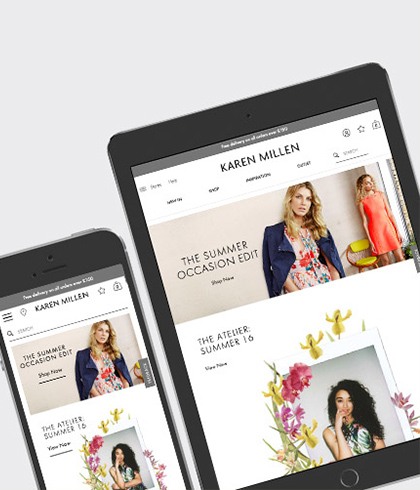 Free delivery on all orders over £100
KAREN MILLEN
Stores Help
NEW IN SHOP INSPIRATION OUTLET
SEARCH
THE SUMMER
OCCASION EDIT
Shop Now
THE ATELIER:
SUMMER 16
View Now
Free delivery on all orders over £100
KAREN MILLEN
SEARCH
THE SUMMER
OCCASION EDIT
Shop Now
THE ATELIER:
SUMMER 16
View Now